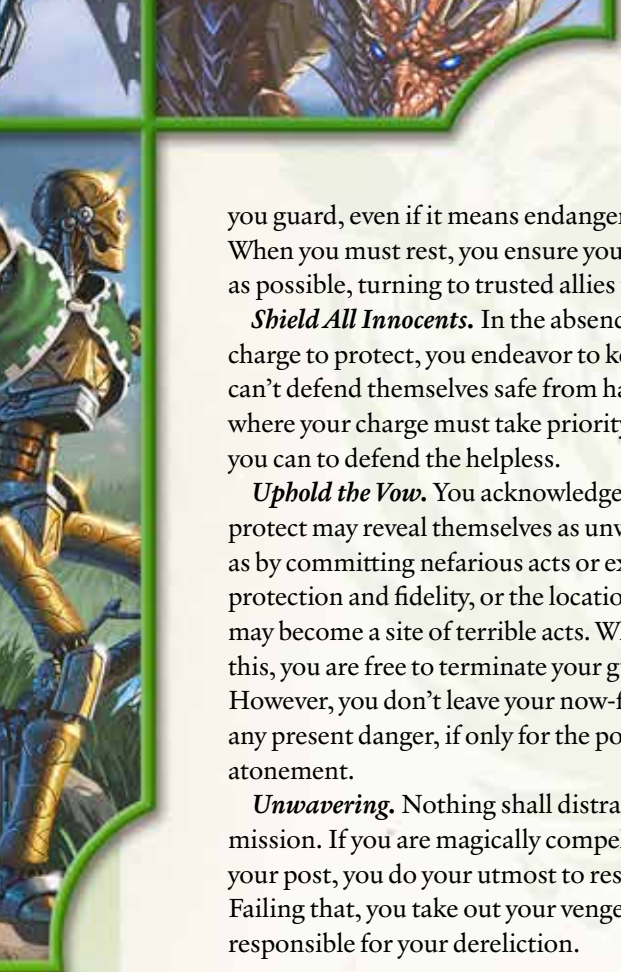 you guard, even if it means endanger
When you must rest, you ensure you
as possible, turning to trusted allies
Shield All Innocents. In the absenc
charge to protect, you endeavor to ke
can’t defend themselves safe from ha
where your charge must take priority
you can to defend the helpless.
Uphold the Vow. You acknowledge
protect may reveal themselves as unw
as by committing nefarious acts or ex
protection and fidelity, or the locatio
may become a site of terrible acts. Wh
this, you are free to terminate your gu
However, you don’t leave your now-f
any present danger, if only for the po
atonement.
Unwavering. Nothing shall distra
mission. If you are magically compel
your post, you do your utmost to res
Failing that, you take out your venge
responsible for your dereliction.